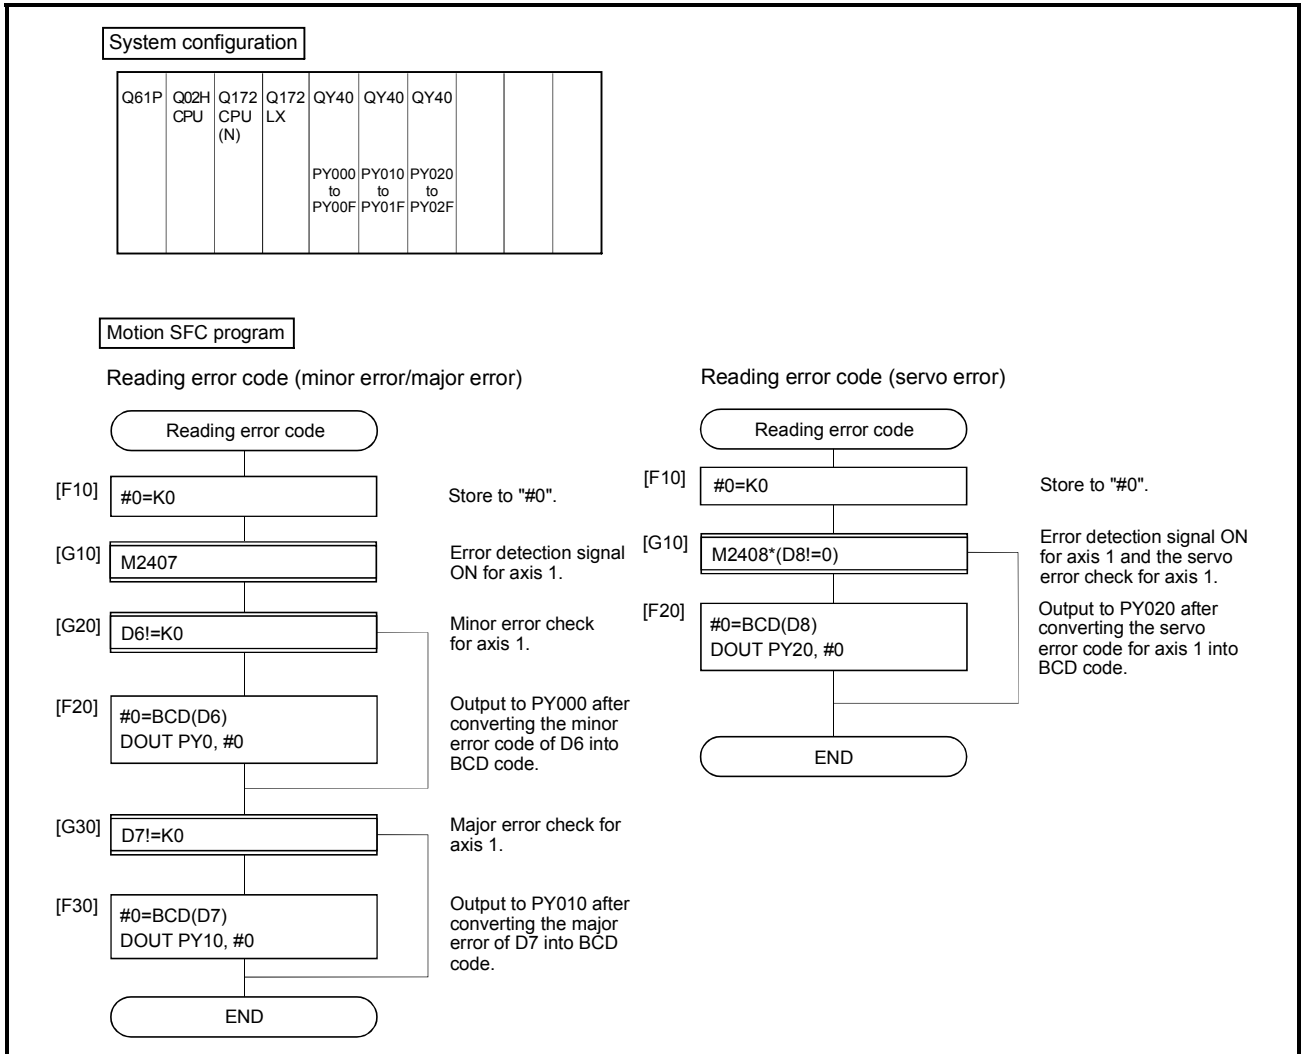 System configuration
Q61P Q02H CPU Q172 CPU (N) Q172 LX QY40 QY40 QY40
PY000 to PY00F PY010 to PY01F PY020 to PY02F
Motion SFC program
Reading error code (minor error/major error)
Reading error code
[F10] #0=K0
Store to "#0".
[G10] M2407
Error detection signal
ON for axis 1.
[G20] D6!=K0
Minor error check
for axis 1.
[F20] #0=BCD(D6)
DOUT PY0, #0
Output to PY000 after
converting the minor
error code of D6 into
BCD code.
[G30] D7!=K0
Major error check for
axis 1.
[F30] #0=BCD(D7)
DOUT PY10, #0
Output to PY010 after
converting the major
error of D7 into BCD
code.
END
Reading error code (servo error)
Reading error code
[F10] #0=K0
Store to "#0".
[G10] M2408*(D8!=0)
Error detection signal ON
for axis 1 and the servo
error check for axis 1.
[F20] #0=BCD(D8)
DOUT PY20, #0
Output to PY020 after
converting the servo
error code for axis 1 into
BCD code.
END